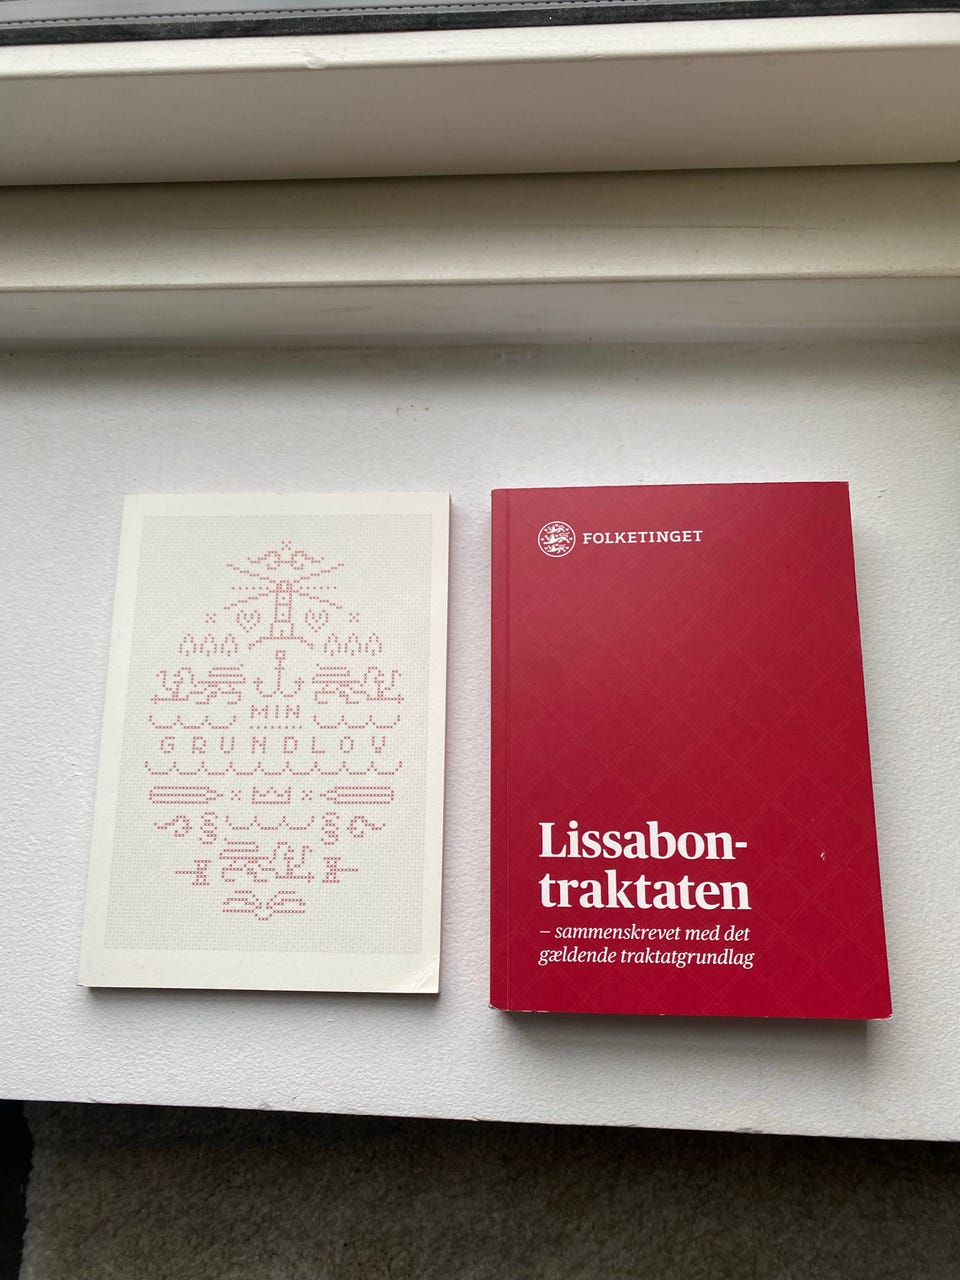 MIN
GRUNDLOV
FOLKETINGET
Lissabon-
traktaten
– sammenskrevet med det
gældende traktatgrundlag